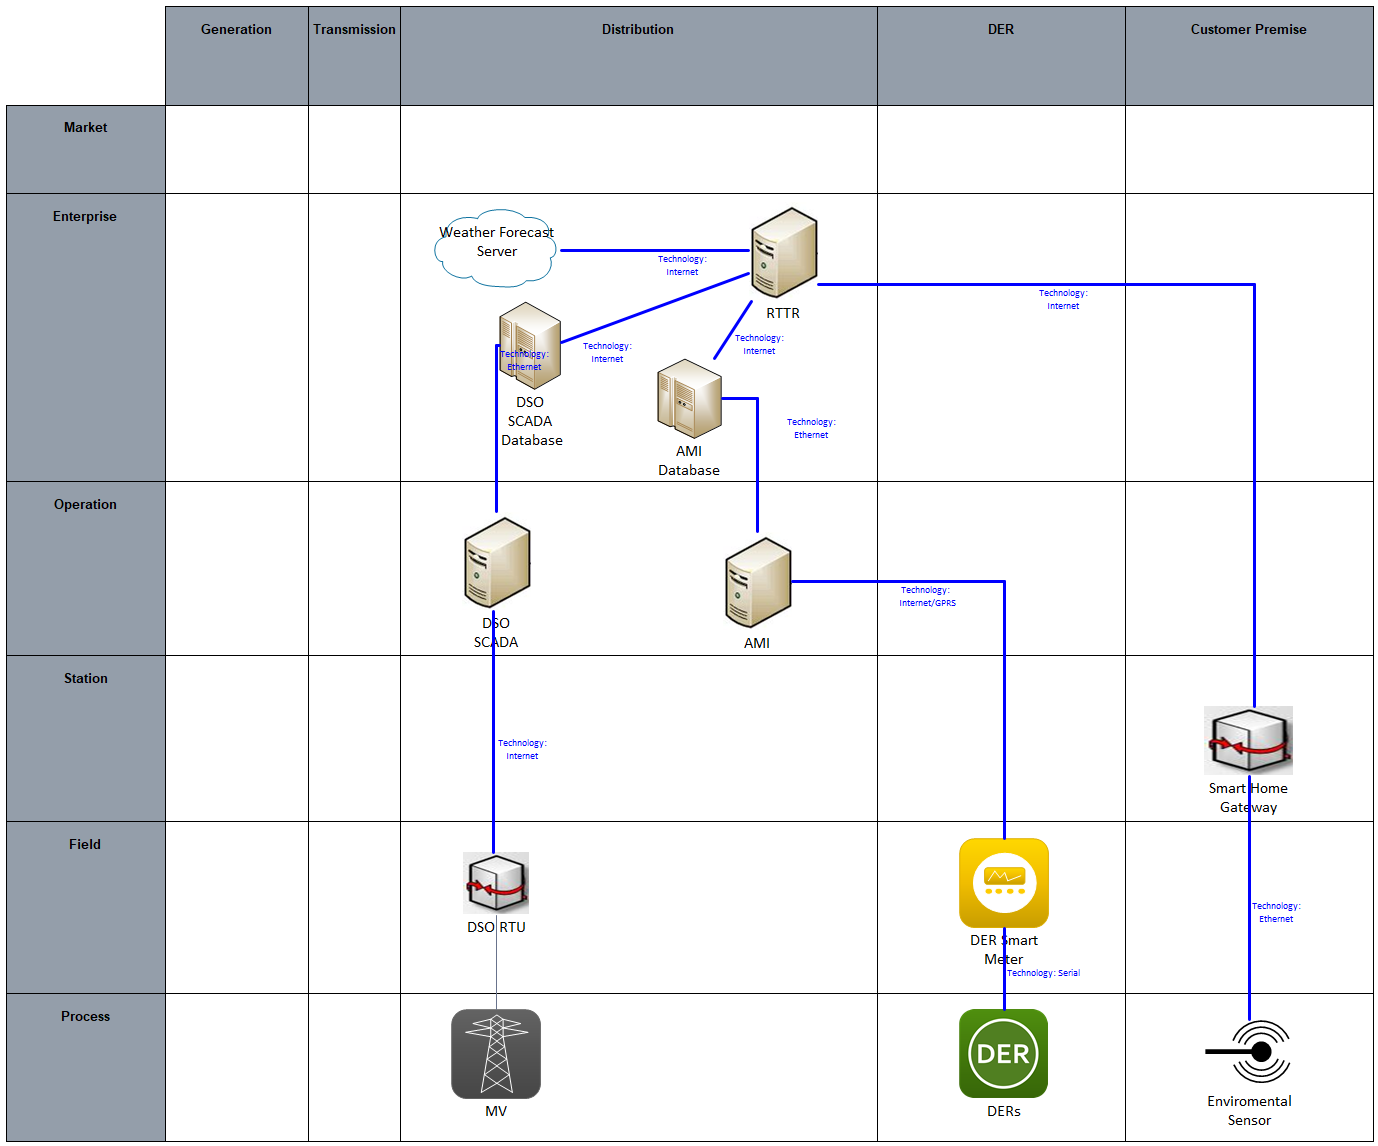 Generation
Transmission
Distribution
DER
Customer Premise
Market
Enterprise
Weather Forecast
Server
Technology:
Internet
RTTR
Technology:
Internet
Technology:
Ethernet
Technology:
Internet
Technology:
Internet
DSO
SCADA
Database
Technology:
Ethernet
AMI
Database
Operation
DSO
SCADA
AMI
Technology:
Internet/GPRS
Station
Technology:
Internet
Smart Home
Gateway
Field
DSO RTU
DER Smart
Meter
Technology: Serial
Technology:
Ethernet
Process
MV
DER
DERs
Enviromental
Sensor